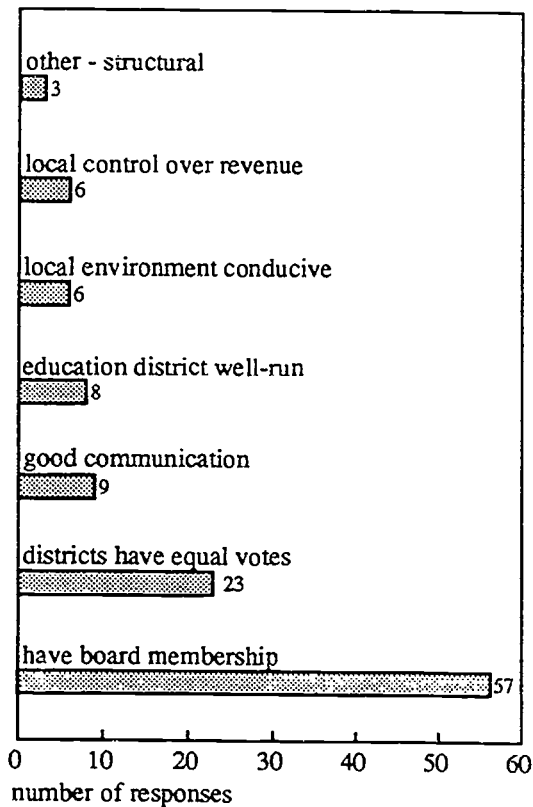 other - structural
3
local control over revenue
6
local environment conducive
6
education district well-run
8
good communication
9
districts have equal votes
23
have board membership
57
0 10 20 30 40 50 60
number of responses